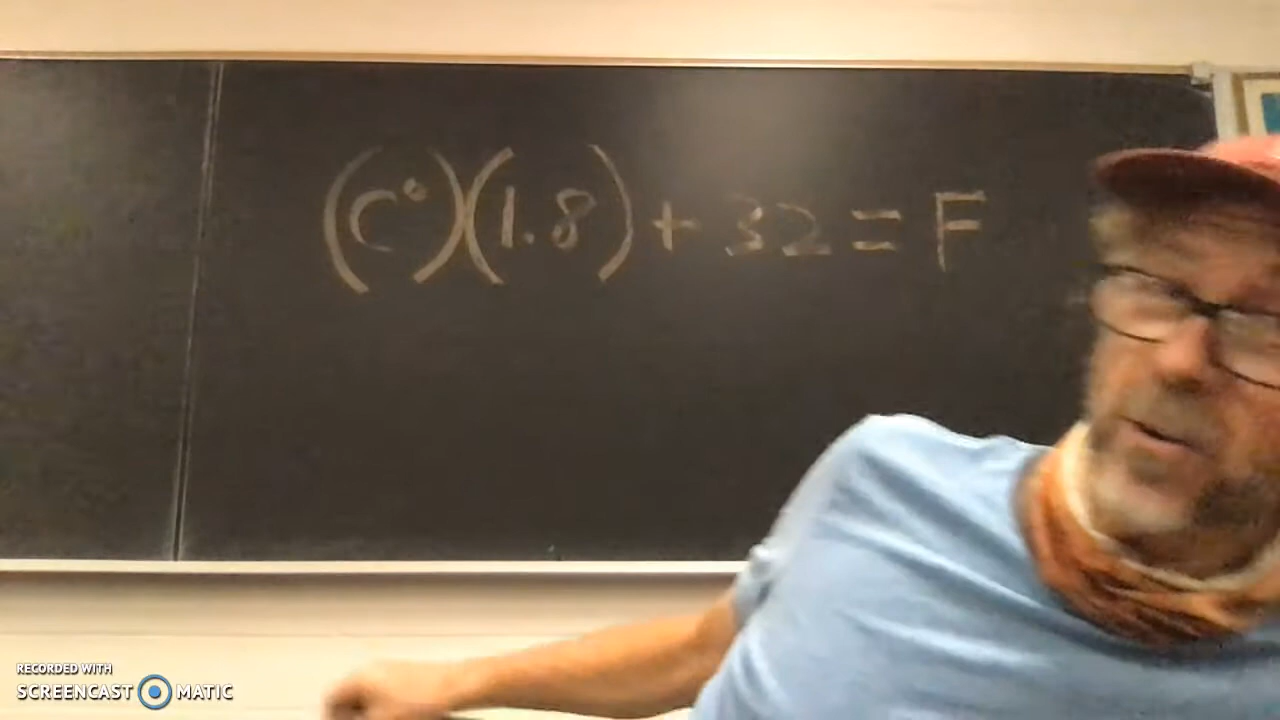 (C°)(1.8) + 32 = F
RECORDED WITH
SCREENCAST MATIC